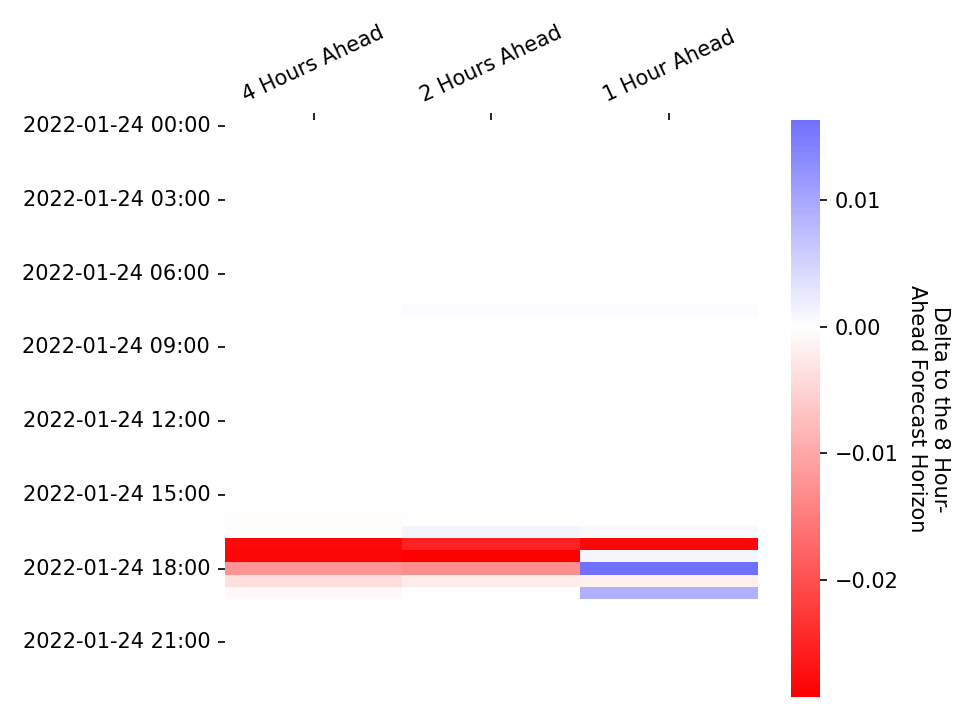 4 Hours Ahead
2 Hours Ahead
1 Hour Ahead
2022-01-24 00:00
2022-01-24 03:00
2022-01-24 06:00
2022-01-24 09:00
2022-01-24 12:00
2022-01-24 15:00
2022-01-24 18:00
2022-01-24 21:00
0.01
0.00
−0.01
−0.02
Delta to the 8 Hour-
Ahead Forecast Horizon